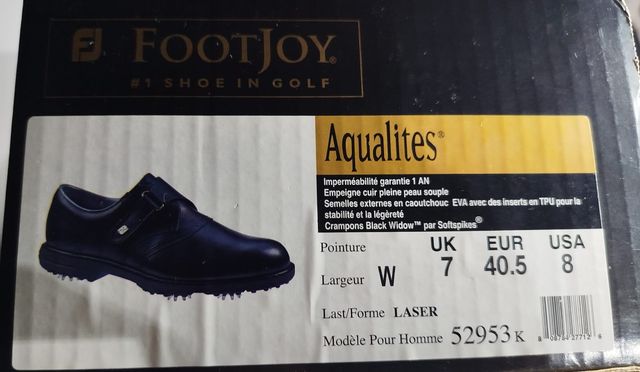 FJ FOOTJOY®
#1 SHOE IN GOLF
Aqualites®
Imperméabilité garantie 1 AN
Empeigne cuir pleine peau souple
Semelles externes en caoutchouc EVA avec des inserts en TPU pour la
stabilité et la légèreté
Crampons Black Widow™ par Softspikes®
Pointure UK EUR USA
7 40.5 8
Largeur W
Last/Forme LASER
Modèle Pour Homme 52953 K